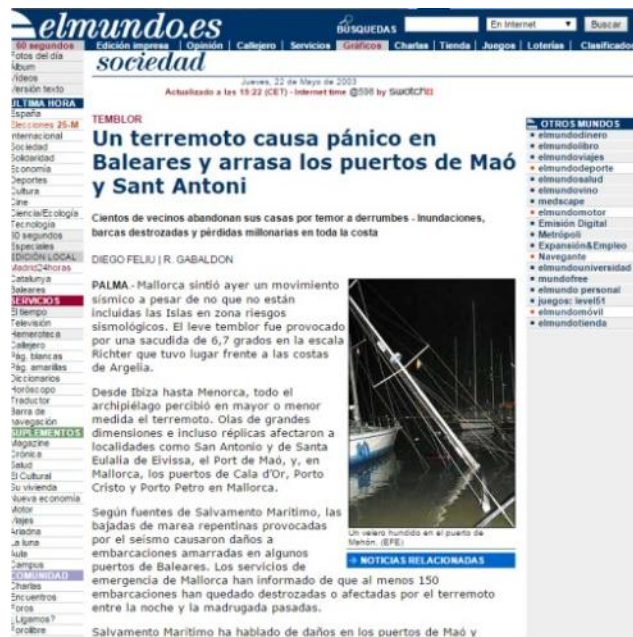 elmundo.es
BÚSQUEDAS
En Internet
Buscar
60 segundos
Edición impresa | Opinión | Callejero | Servicios | Gráficos | Charlas | Tienda | Juegos | Loterías | Clasificado
Fotos del día
Álbum
Vídeos
Versión texto
ÚLTIMA HORA
España
Elecciones 25-M
Internacional
Sociedad
Solidaridad
Economía
Deportes
Cultura
Cine
Ciencia/Ecología
Tecnología
Especiales
EDICIÓN LOCAL
Madrid24horas
Catalunya
Baleares
SERVICIOS
El tiempo
Televisión
Hemeroteca
Callejero
Pág. blancas
Pág. amarillas
Diccionarios
Horóscopo
Traductor
Barra de
navegación
SUPLEMENTOS
Magazine
Crónica
Salud
El Cultural
Su vivienda
Nueva economía
Motor
Viajes
Ariadna
La luna
Aula
Campus
COMUNIDAD
Charlas
Encuentros
Foros
¿Ligamos?
Forolibre
sociedad
Jueves, 22 de Mayo de 2003
Actualizado a las 15:22 (CET) - Internet time @598 by swatch
TEMBLOR
Un terremoto causa pánico en
Baleares y arrasa los puertos de Maó
y Sant Antoni
Cientos de vecinos abandonan sus casas por temor a derrumbes - Inundaciones,
barcas destrozadas y pérdidas millonarias en toda la costa
DIEGO FELIU | R. GABALDON
PALMA.- Mallorca sintió ayer un movimiento
sísmico a pesar de no que no están
incluidas las Islas en zona riesgos
sismológicos. El leve temblor fue provocado
por una sacudida de 6,7 grados en la escala
Richter que tuvo lugar frente a las costas
de Argelia.
Desde Ibiza hasta Menorca, todo el
archipiélago percibió en mayor o menor
medida el terremoto. Olas de grandes
dimensiones e incluso réplicas afectaron a
localidades como San Antonio y de Santa
Eulalia de Eivissa, el Port de Maó, y, en
Mallorca, los puertos de Cala d'Or, Porto
Cristo y Porto Petro en Mallorca.
Según fuentes de Salvamento Marítimo, las
bajadas de marea repentinas provocadas
por el seísmo causaron daños a
embarcaciones amarradas en algunos
puertos de Baleares. Los servicios de
emergencia de Mallorca han informado de que al menos 150
embarcaciones han quedado destrozadas o afectadas por el terremoto
entre la noche y la madrugada pasadas.
Salvamento Marítimo ha hablado de daños en los puertos de Maó y
Un velero hundido en el puerto de
Mahón. (EFE)
NOTICIAS RELACIONADAS
OTROS MUNDOS
elmundodinero
elmundolibro
elmundoviajes
elmundodeporte
elmundosalud
elmundovino
medscape
elmundomotor
Emisión Digital
Metrópoli
Expansión&Empleo
Navegante
elmundouniversidad
mundofree
elmundo personal
juegos: level51
elmundomóvil
elmundotienda